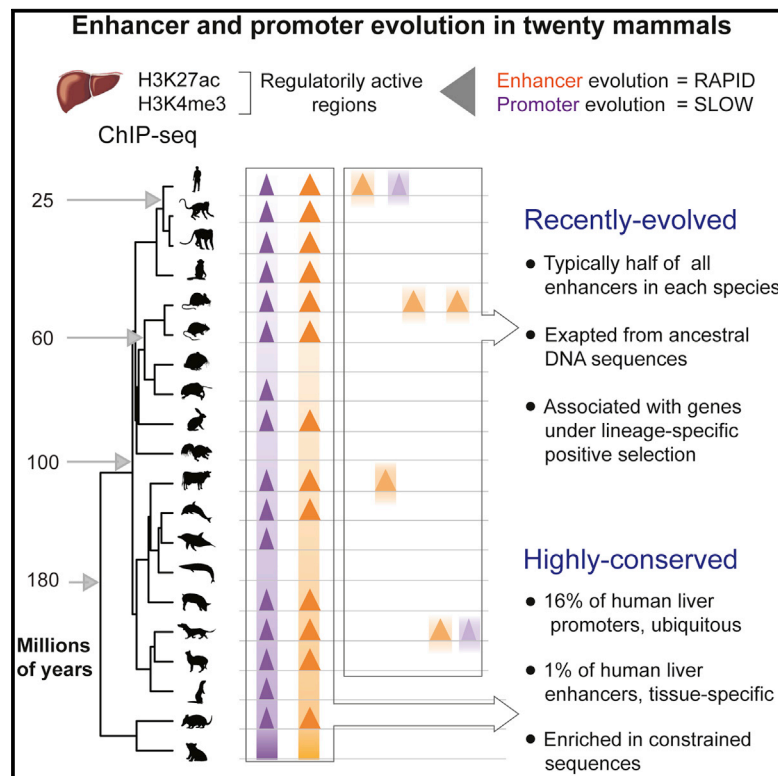 Enhancer and promoter evolution in twenty mammals
H3K27ac
H3K4me3
ChIP-seq
Regulatorily active
regions
Enhancer evolution = RAPID
Promoter evolution = SLOW
25
60
100
180
Millions
of years
Recently-evolved
• Typically half of all
enhancers in each species
• Exapted from ancestral
DNA sequences
• Associated with genes
under lineage-specific
positive selection
Highly-conserved
• 16% of human liver
promoters, ubiquitous
• 1% of human liver
enhancers, tissue-specific
• Enriched in constrained
sequences